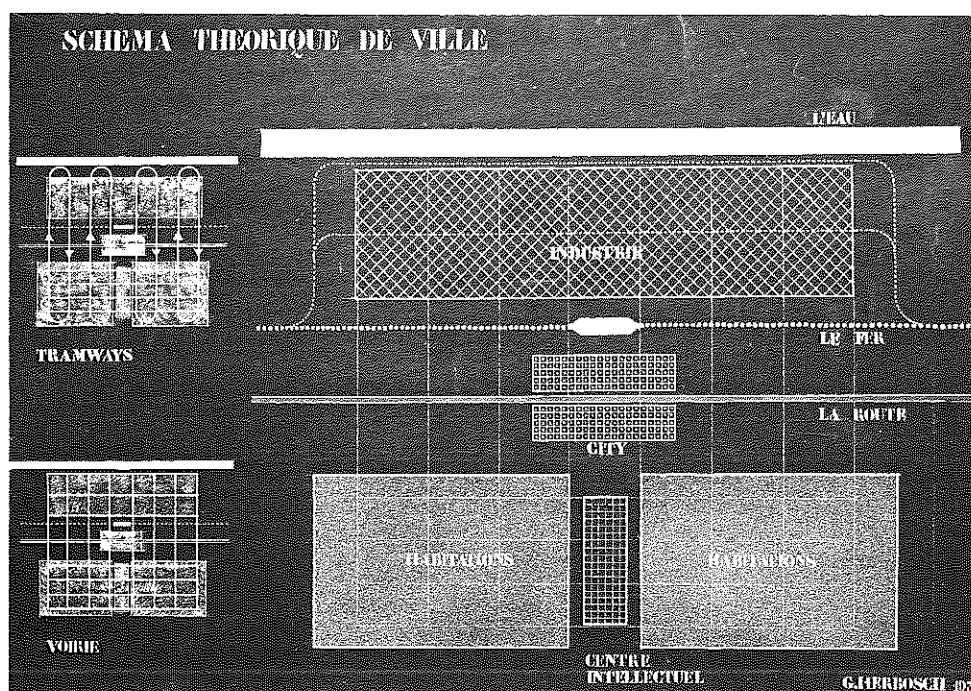 SCHEMA THEORIQUE DE VILLE
L'EAU
INDUSTRIE
TRAMWAYS
LE FER
LA ROUTE
CITY
HABITATIONS
HABITATIONS
VOIRIE
CENTRE
INTELLECTUEL
G.HERBOSCH